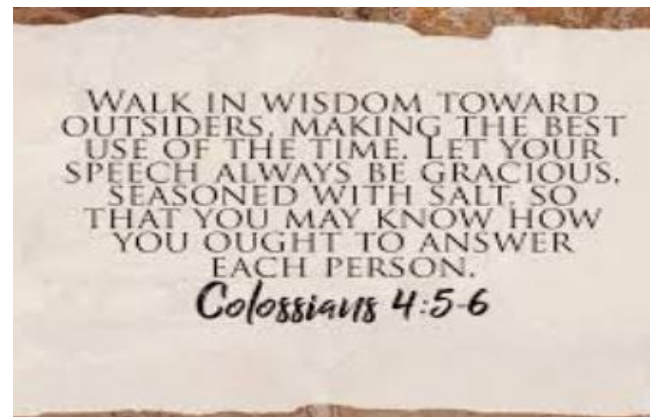 WALK IN WISDOM TOWARD
OUTSIDERS, MAKING THE BEST
USE OF THE TIME. LET YOUR
SPEECH ALWAYS BE GRACIOUS,
SEASONED WITH SALT, SO
THAT YOU MAY KNOW HOW
YOU OUGHT TO ANSWER
EACH PERSON.
Colossians 4:5-6